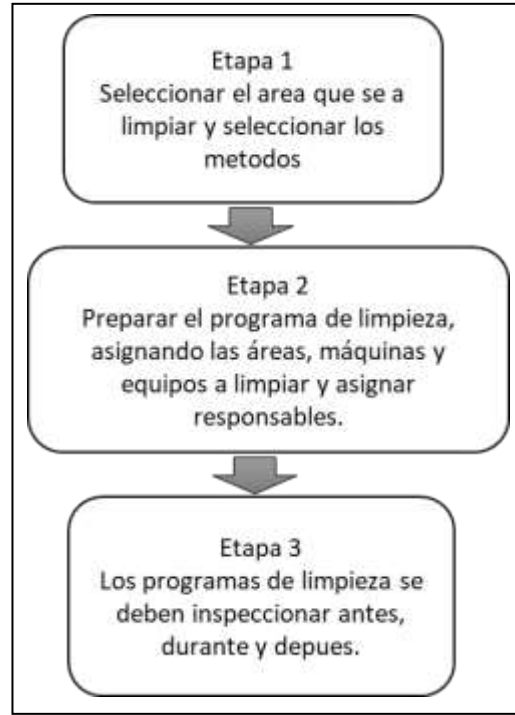 Etapa 1
Seleccionar el area que se a
limpiar y seleccionar los
metodos
Etapa 2
Preparar el programa de limpieza,
asignando las áreas, máquinas y
equipos a limpiar y asignar
responsables.
Etapa 3
Los programas de limpieza se
deben inspeccionar antes,
durante y depues.